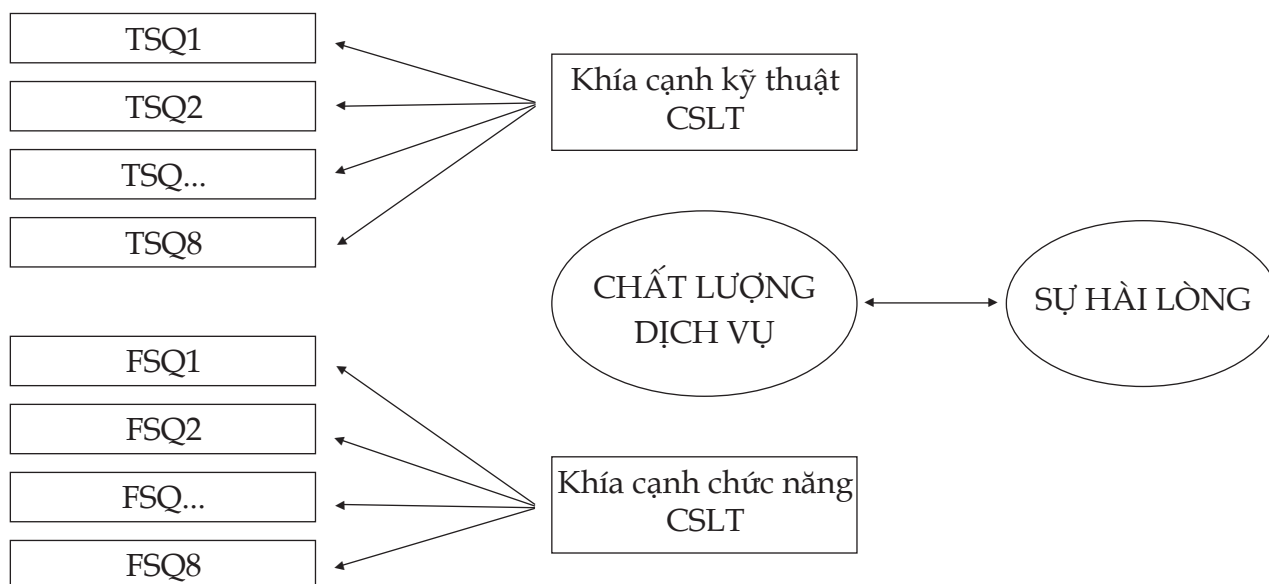 TSQ1
TSQ2
TSQ...
TSQ8
Khía cạnh kỹ thuật
CSLT
CHẤT LƯỢNG
DỊCH VỤ
SỰ HÀI LÒNG
FSQ1
FSQ2
FSQ...
FSQ8
Khía cạnh chức năng
CSLT